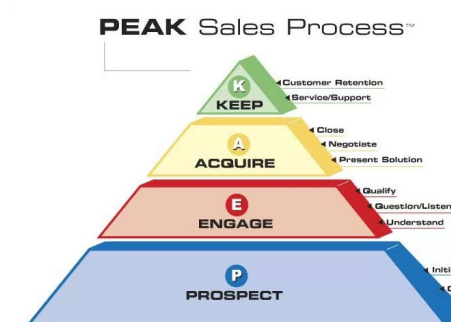 PEAK Sales Process™
K
KEEP
Customer Retention
Service/Support
A
ACQUIRE
Close
Negotiate
Present Solution
E
ENGAGE
Qualify
Question/Listen
Understand
P
PROSPECT